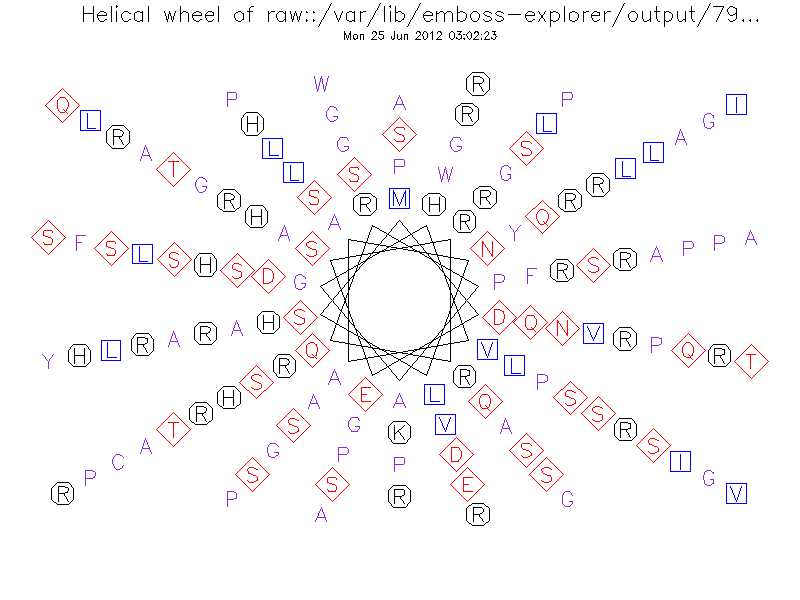 Helical wheel of raw::/var/lib/emboss-explorer/output/79...
Mon 25 Jun 2012 03:02:23
Q L R A T G R H A S
P H L L S A
W G G S R
A S P M
R R G W H
P L S G R R
N Y Q R R L L A G I
S F S L S H S D G
P F R S R A P P A
Y H L R A R A H S
D Q N V R P Q R T
R P C A T R H S R Q
P S G S A A
A S P G E
A K P R
L V D E R
R Q A S S G
V L P S S R S I G V